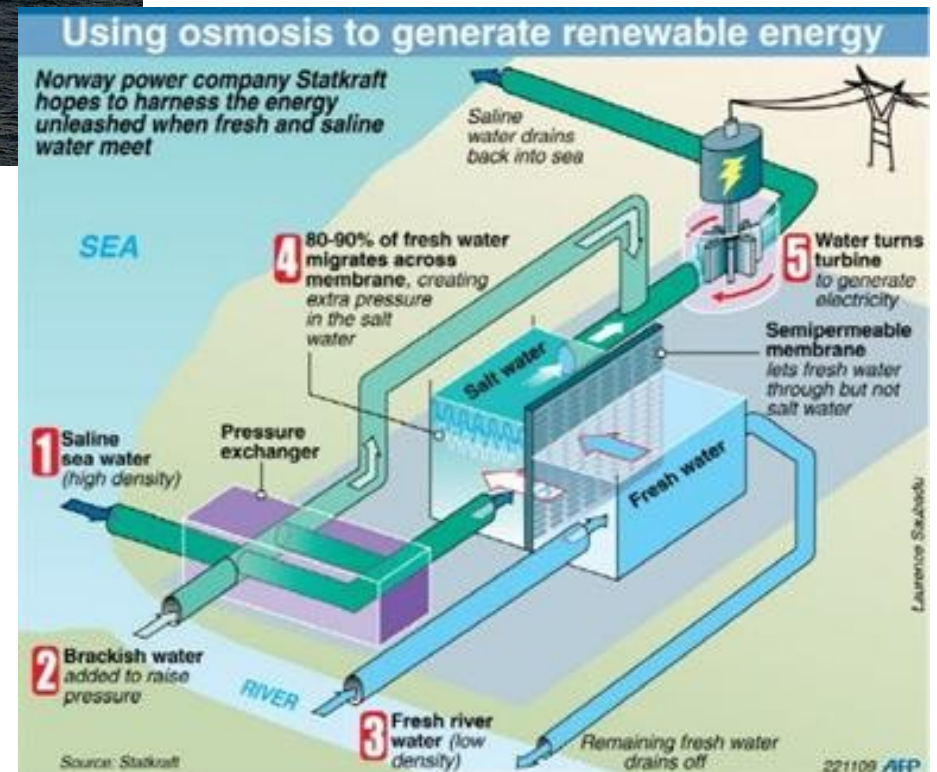 Using osmosis to generate renewable energy
Norway power company Statkraft
hopes to harness the energy
unleashed when fresh and saline
water meet
Saline
water drains
back into sea
SEA
4 80-90% of fresh water
migrates across
membrane, creating
extra pressure
in the salt
water
5 Water turns
turbine
to generate
electricity
Semipermeable
membrane
lets fresh water
through but not
salt water
Salt water
Fresh water
1 Saline
sea water
(high density)
Pressure
exchanger
2 Brackish water
added to raise
pressure
RIVER
3 Fresh river
water (low
density)
Remaining fresh water
drains off
Laurence Saubadu
Source: Statkraft
221109 AFP